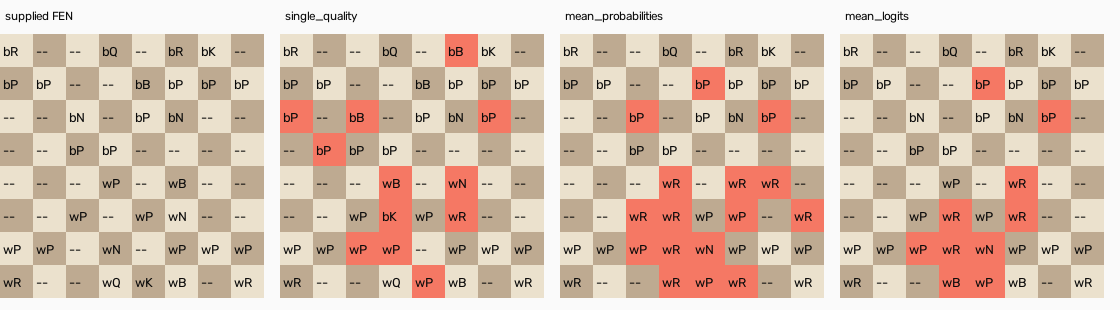 supplied FEN single_quality mean_probabilities mean_logits
bR -- -- bQ -- bR bK -- bR -- -- bQ -- bB bK -- bR -- -- bQ -- bR bK -- bR -- -- bQ -- bR bK --
bP bP -- -- bB bP bP bP bP bP -- -- bB bP bP bP bP bP -- -- bP bP bP bP bP bP -- -- bP bP bP bP
-- -- bN -- bP bN -- -- bP -- bB -- bP bN bP -- -- -- bP -- bP bN bP -- -- -- bN -- bP bN bP --
-- -- bP bP -- -- -- -- -- bP bP bP -- -- -- -- -- -- bP bP -- -- -- -- -- -- bP bP -- -- -- --
-- -- -- wP -- wB -- -- -- -- -- wB -- wN -- -- -- -- -- wR -- wR wR -- -- -- -- wP -- wR -- --
-- -- wP -- wP wN -- -- -- -- wP bK wP wR -- -- -- -- wR wR wP wP -- wR -- -- wP wR wP wR -- --
wP wP -- wN -- wP wP wP wP wP wP wP -- wP wP wP wP wP wP wR wN wP wP wP wP wP wP wR wN wP wP wP
wR -- -- wQ wK wB -- wR wR -- -- wQ wP wB -- wR wR -- -- wR wP wR -- wR wR -- -- wB wP wB -- wR